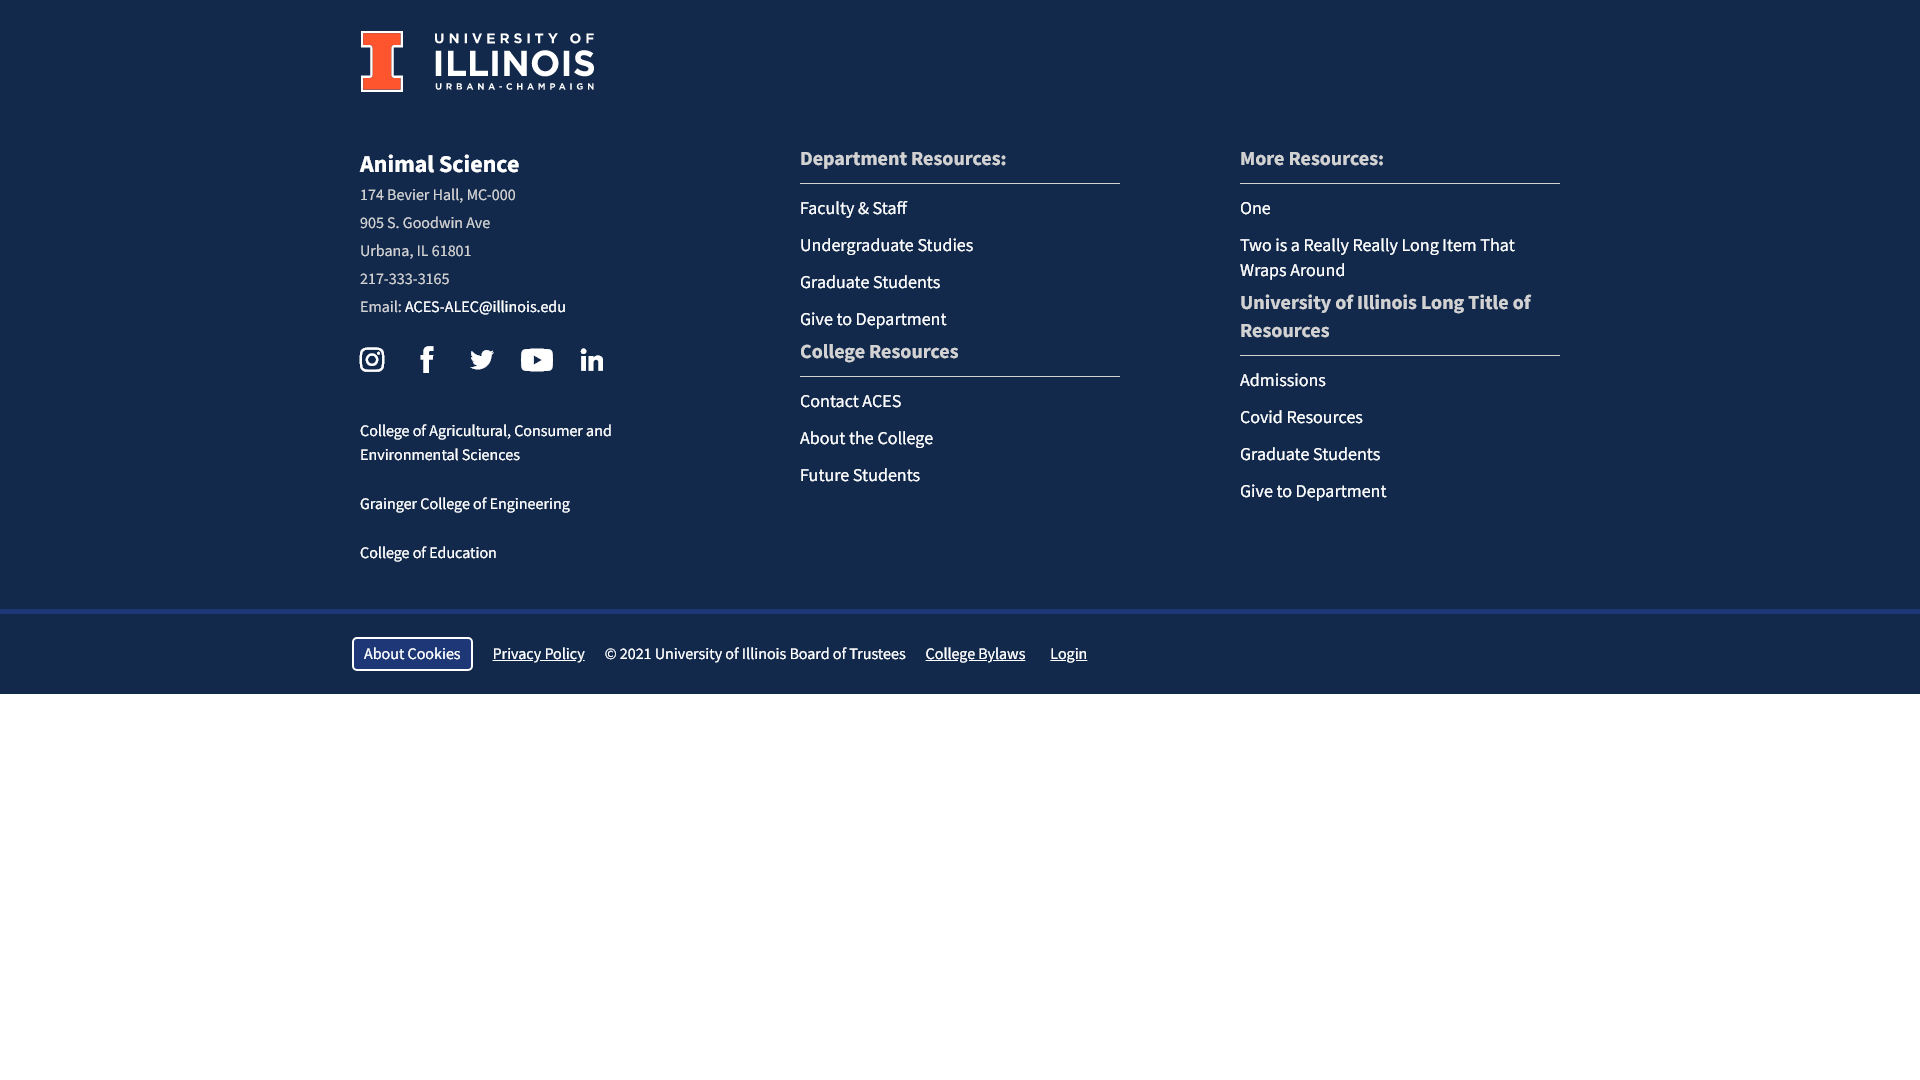 UNIVERSITY OF
ILLINOIS
URBANA-CHAMPAIGN
Animal Science
174 Bevier Hall, MC-000
905 S. Goodwin Ave
Urbana, IL 61801
217-333-3165
Email: ACES-ALEC@illinois.edu
College of Agricultural, Consumer and
Environmental Sciences
Grainger College of Engineering
College of Education
Department Resources:
Faculty & Staff
Undergraduate Studies
Graduate Students
Give to Department
College Resources
Contact ACES
About the College
Future Students
More Resources:
One
Two is a Really Really Long Item That
Wraps Around
University of Illinois Long Title of
Resources
Admissions
Covid Resources
Graduate Students
Give to Department
About Cookies Privacy Policy © 2021 University of Illinois Board of Trustees College Bylaws Login